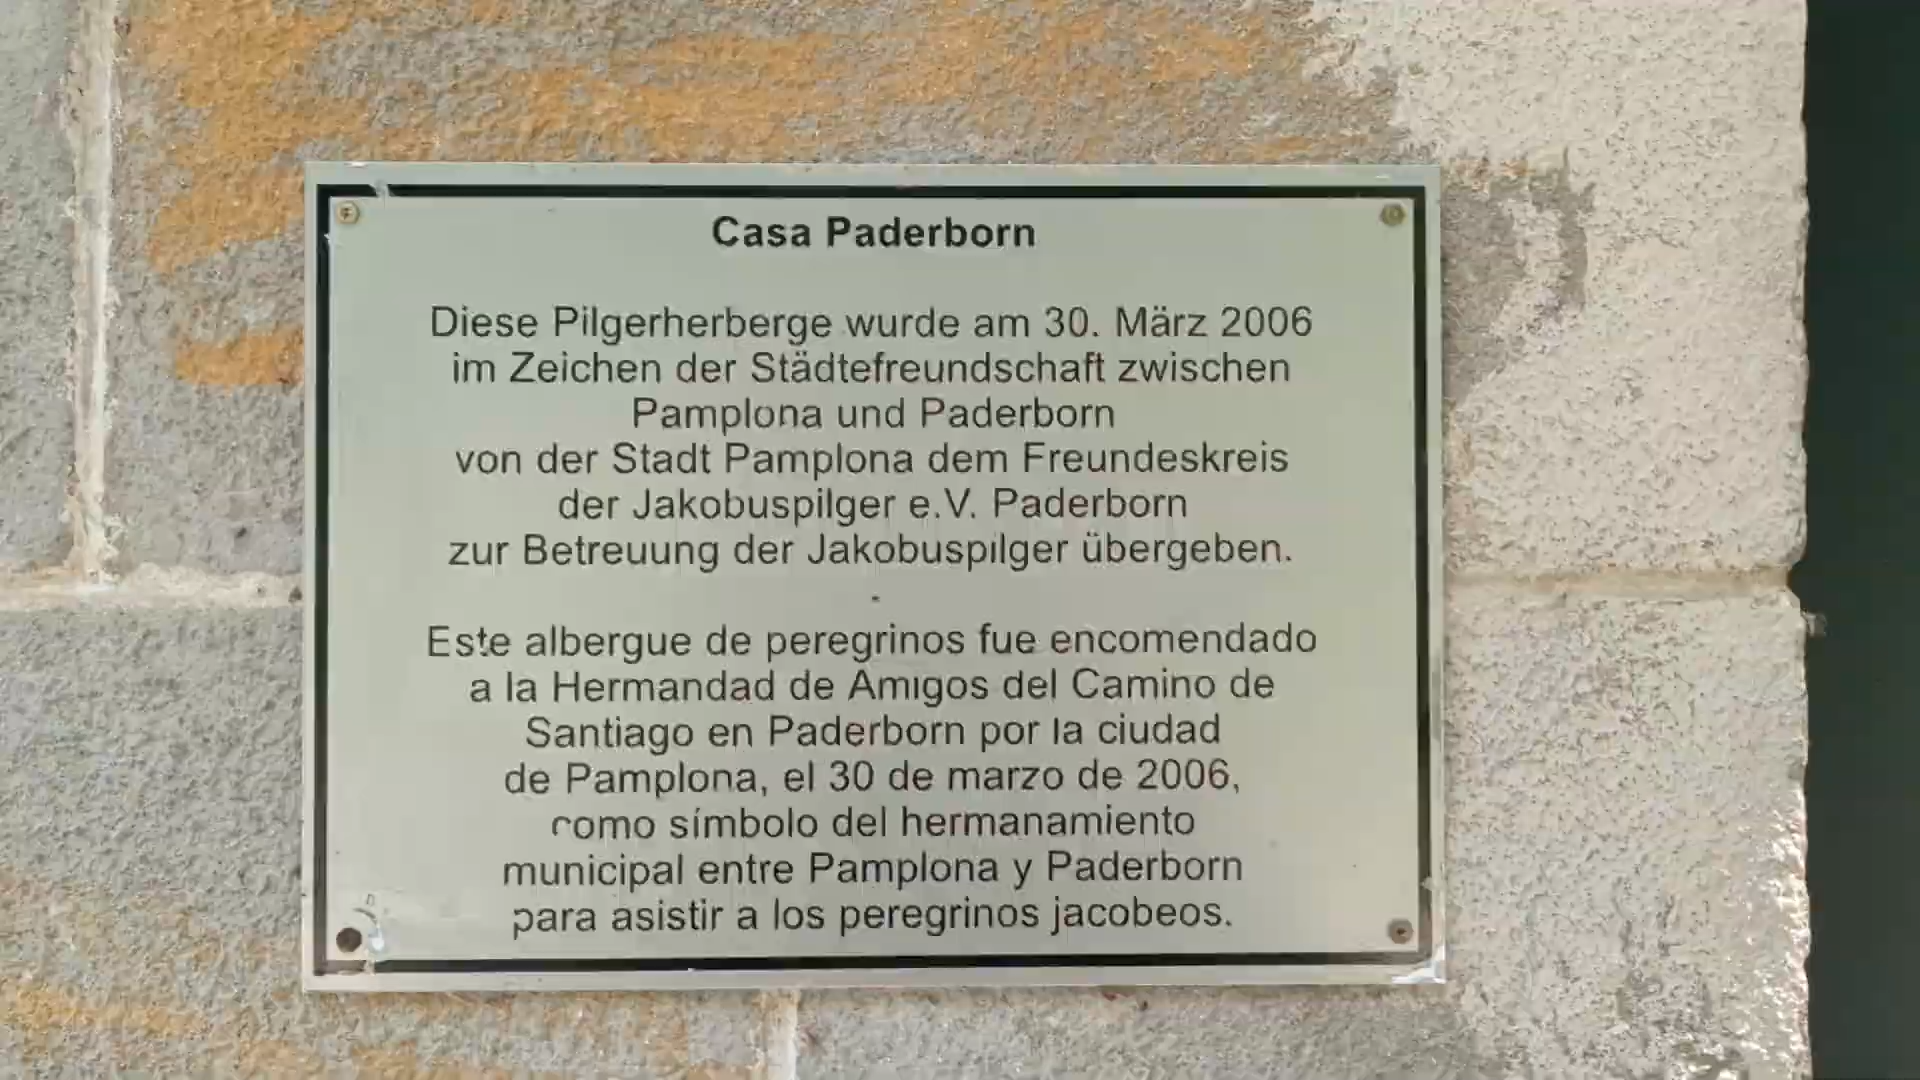 Casa Paderborn
Diese Pilgerherberge wurde am 30. März 2006
im Zeichen der Städtefreundschaft zwischen
Pamplona und Paderborn
von der Stadt Pamplona dem Freundeskreis
der Jakobuspilger e.V. Paderborn
zur Betreuung der Jakobuspilger übergeben.
Este albergue de peregrinos fue encomendado
a la Hermandad de Amigos del Camino de
Santiago en Paderborn por la ciudad
de Pamplona, el 30 de marzo de 2006,
como símbolo del hermanamiento
municipal entre Pamplona y Paderborn
para asistir a los peregrinos jacobeos.